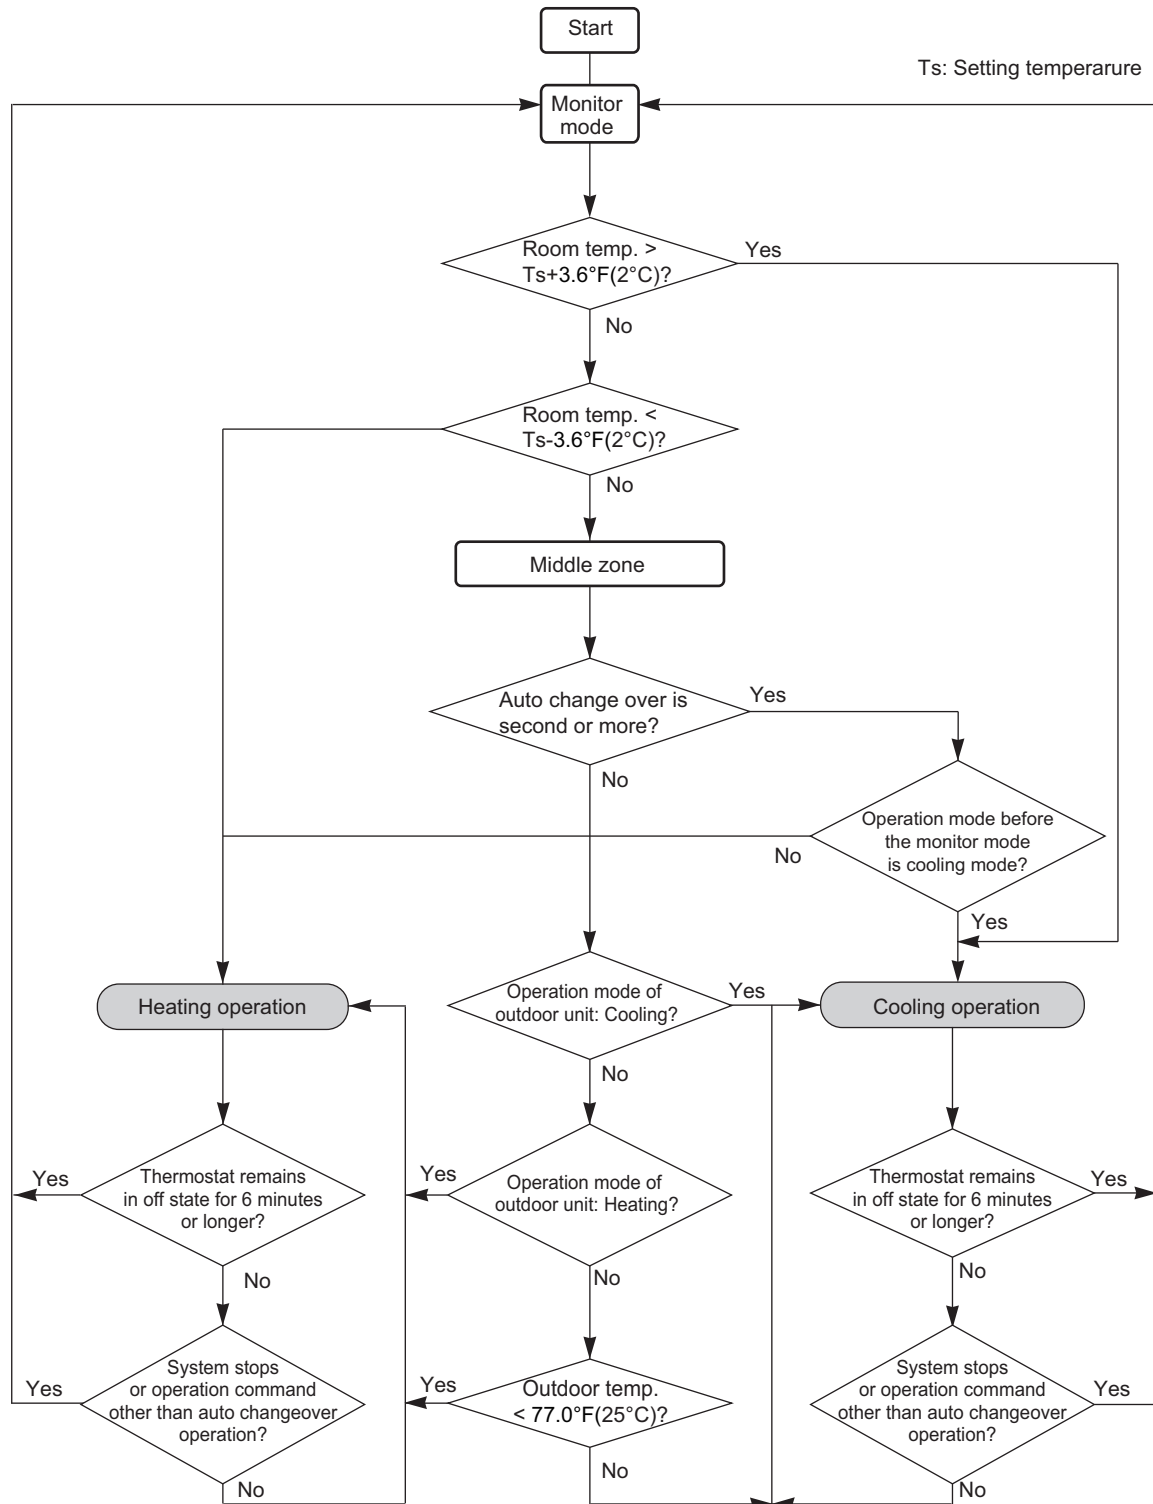 Start
Ts: Setting temperarure
Monitor
mode
Room temp. >
Ts+3.6°F(2°C)?
Yes
No
Room temp. <
Ts-3.6°F(2°C)?
No
Middle zone
Auto change over is
second or more?
Yes
No
Operation mode before
the monitor mode
is cooling mode?
No
Yes
Heating operation
Operation mode of
outdoor unit: Cooling?
Yes
Cooling operation
No
Yes
Thermostat remains
in off state for 6 minutes
or longer?
No
Yes
Operation mode of
outdoor unit: Heating?
No
Thermostat remains
in off state for 6 minutes
or longer?
Yes
No
Yes
System stops
or operation command
other than auto changeover
operation?
No
Yes
Outdoor temp.
< 77.0°F(25°C)?
No
System stops
or operation command
other than auto changeover
operation?
Yes
No